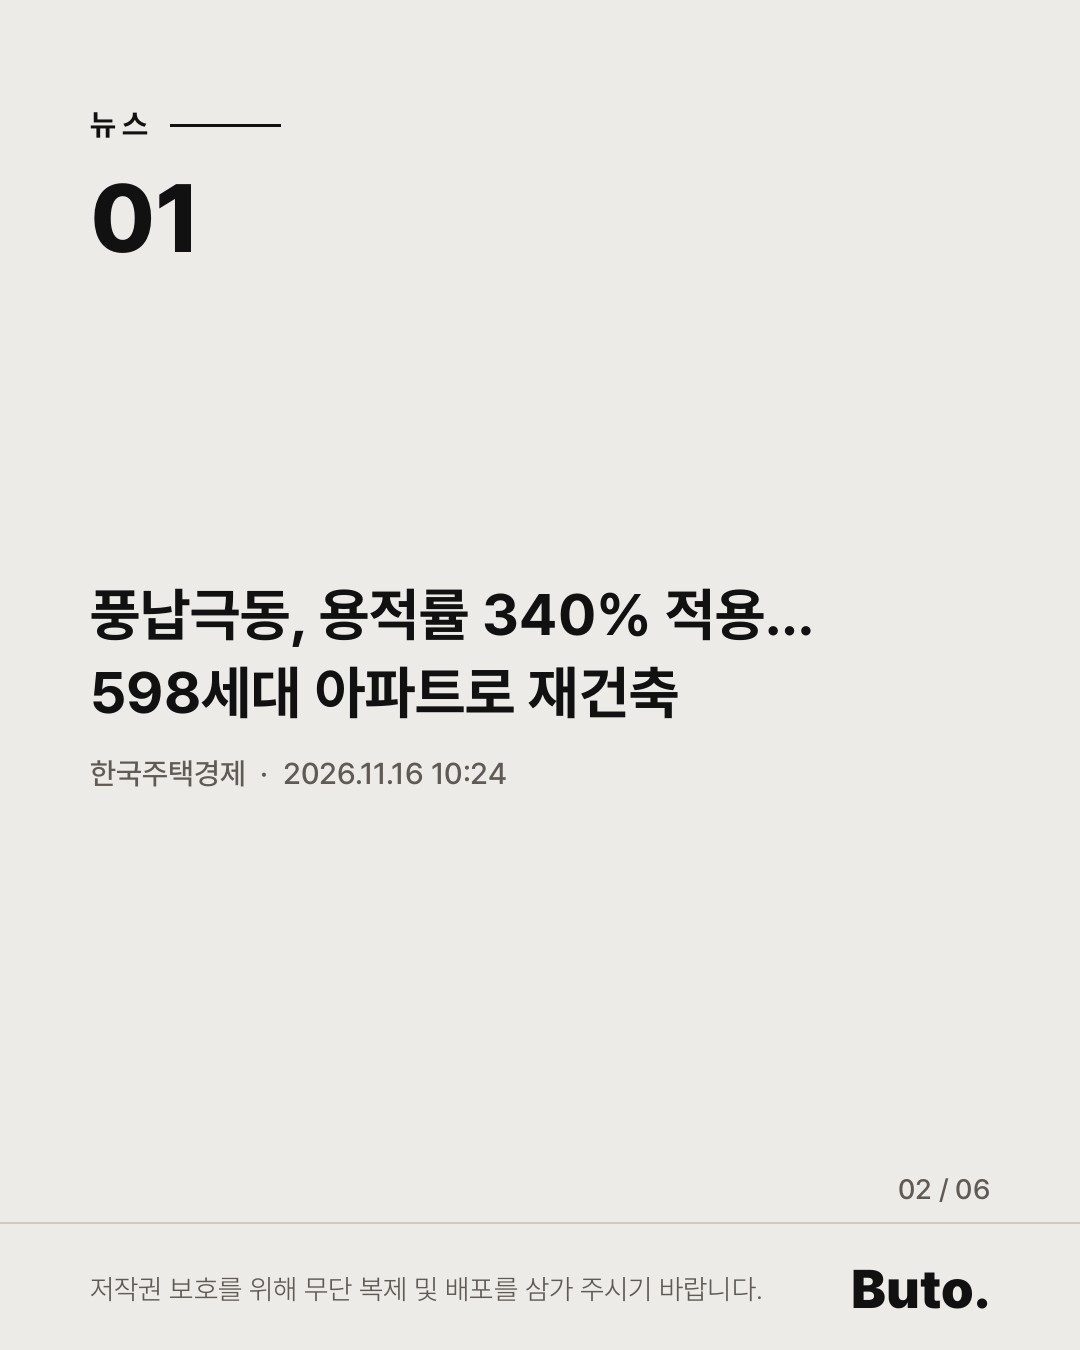 뉴스
01
풍납극동, 용적률 340% 적용...
598세대 아파트로 재건축
한국주택경제 · 2026.11.16 10:24
02 / 06
저작권 보호를 위해 무단 복제 및 배포를 삼가 주시기 바랍니다.
Buto.